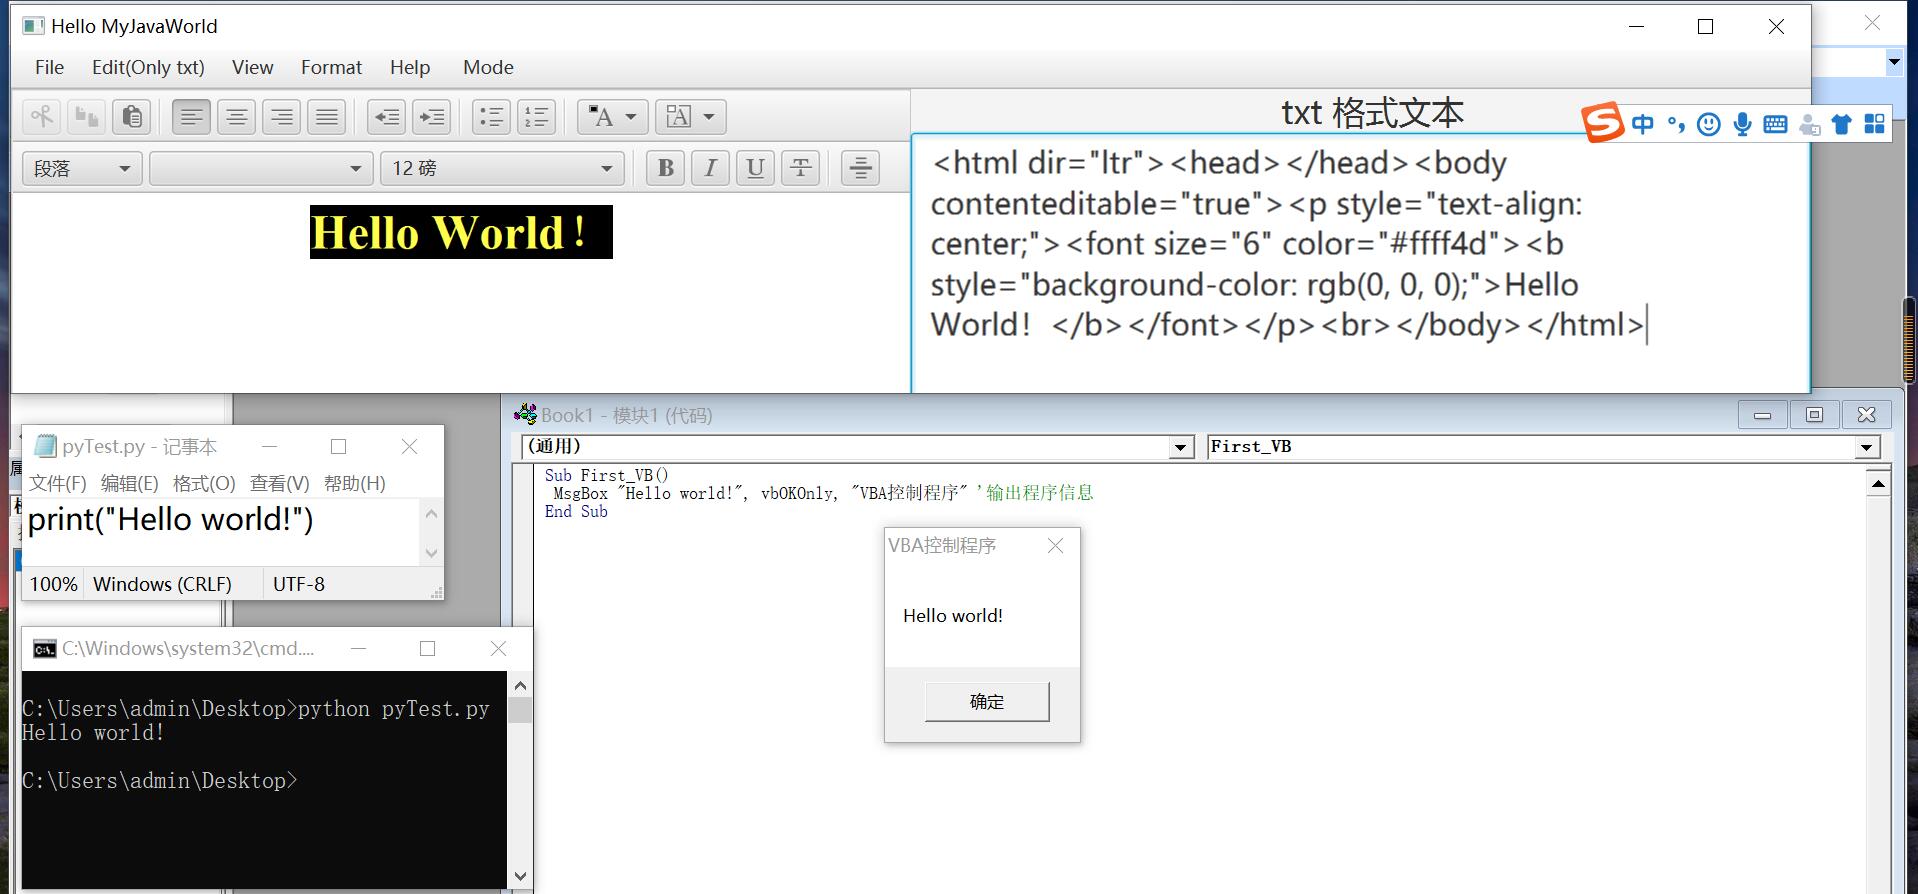 Hello MyJavaWorld
File Edit(Only txt) View Format Help Mode
段落 12 磅 B I U T
Hello World！
txt 格式文本
中
<html dir="ltr"><head></head><body
contenteditable="true"><p style="text-align:
center;"><font size="6" color="#ffff4d"><b
style="background-color: rgb(0, 0, 0);">Hello
World！ </b></font></p><br></body></html>
pyTest.py - 记事本
文件(F) 编辑(E) 格式(O) 查看(V) 帮助(H)
print("Hello world!")
100% Windows (CRLF) UTF-8
C:\Windows\system32\cmd....
C:\Users\admin\Desktop>python pyTest.py
Hello world!
C:\Users\admin\Desktop>
Book1 - 模块1 (代码)
(通用) First_VB
Sub First_VB()
MsgBox "Hello world!", vbOKOnly, "VBA控制程序" '输出程序信息
End Sub
VBA控制程序
Hello world!
确定